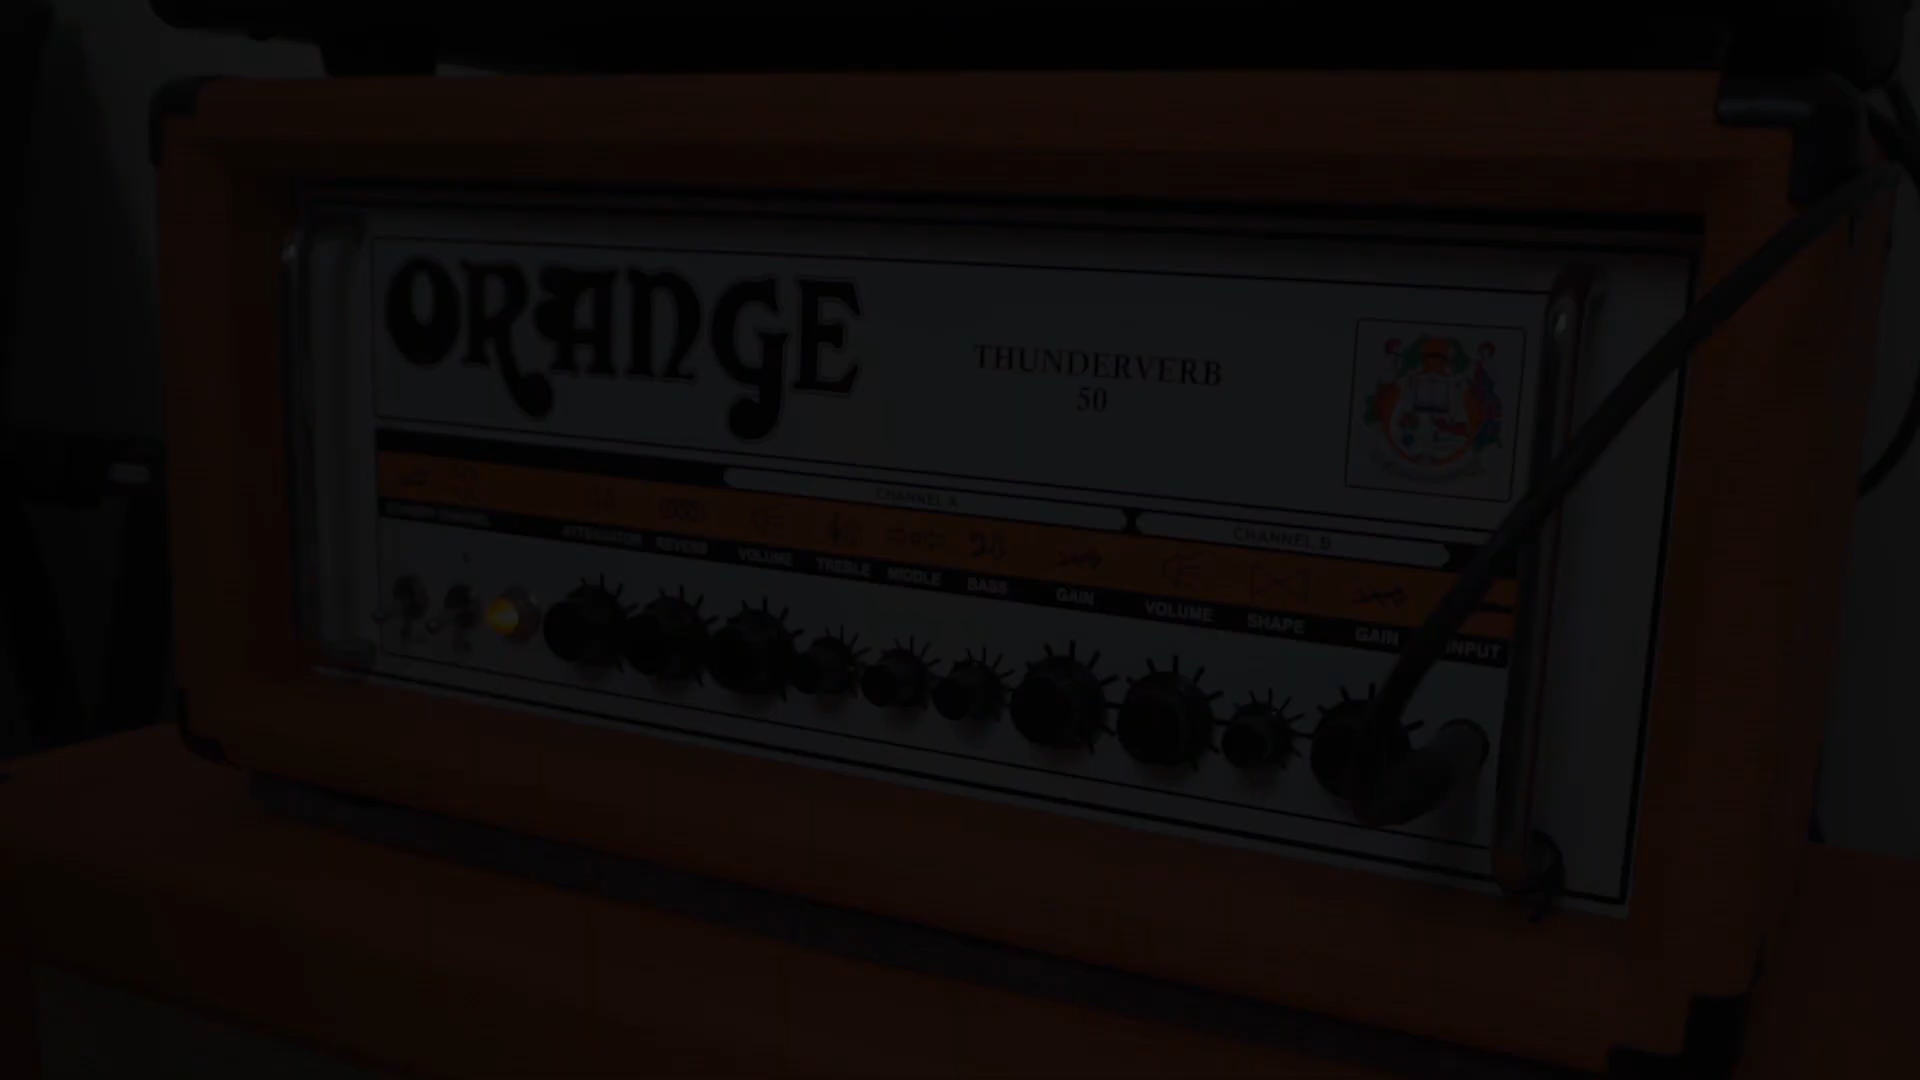 ORANGE
THUNDERVERB
50
CHANNEL A
CHANNEL B
ATTENUATOR REVERB VOLUME TREBLE MIDDLE BASS GAIN VOLUME SHAPE GAIN INPUT